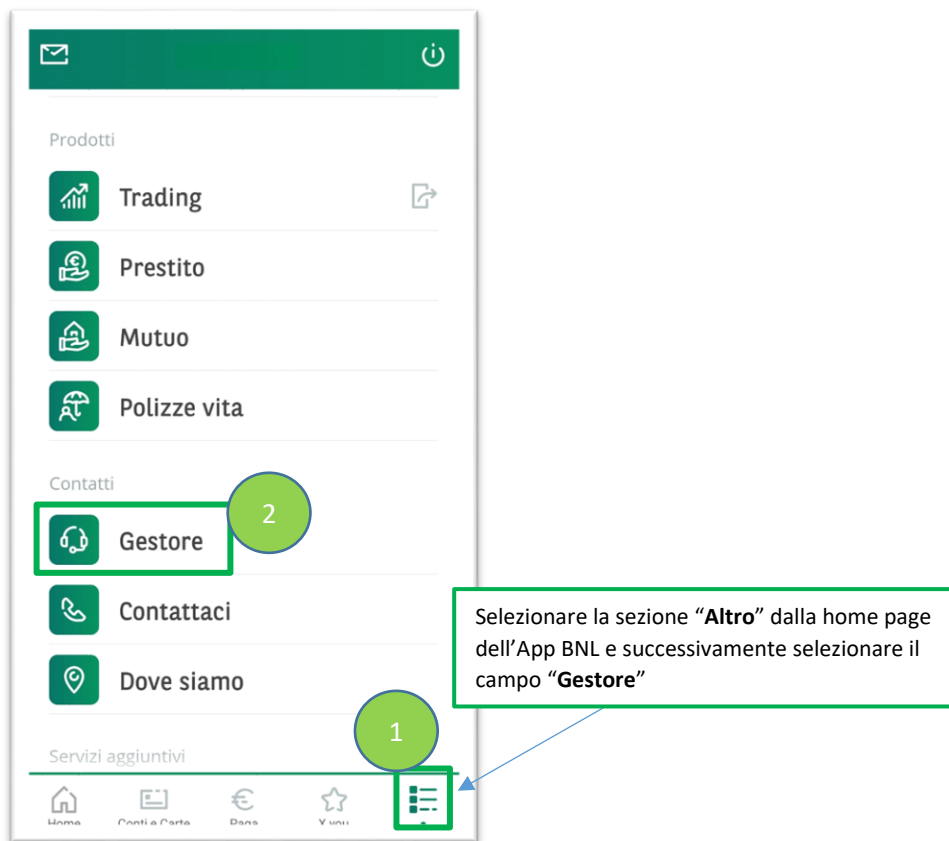 Prodotti
Trading
Prestito
Mutuo
Polizze vita
Contatti
2
Gestore
Contattaci
Selezionare la sezione “Altro” dalla home page
dell’App BNL e successivamente selezionare il
campo “Gestore”
Dove siamo
1
Servizi aggiuntivi
Home
Conti e Carte
Paga
X you